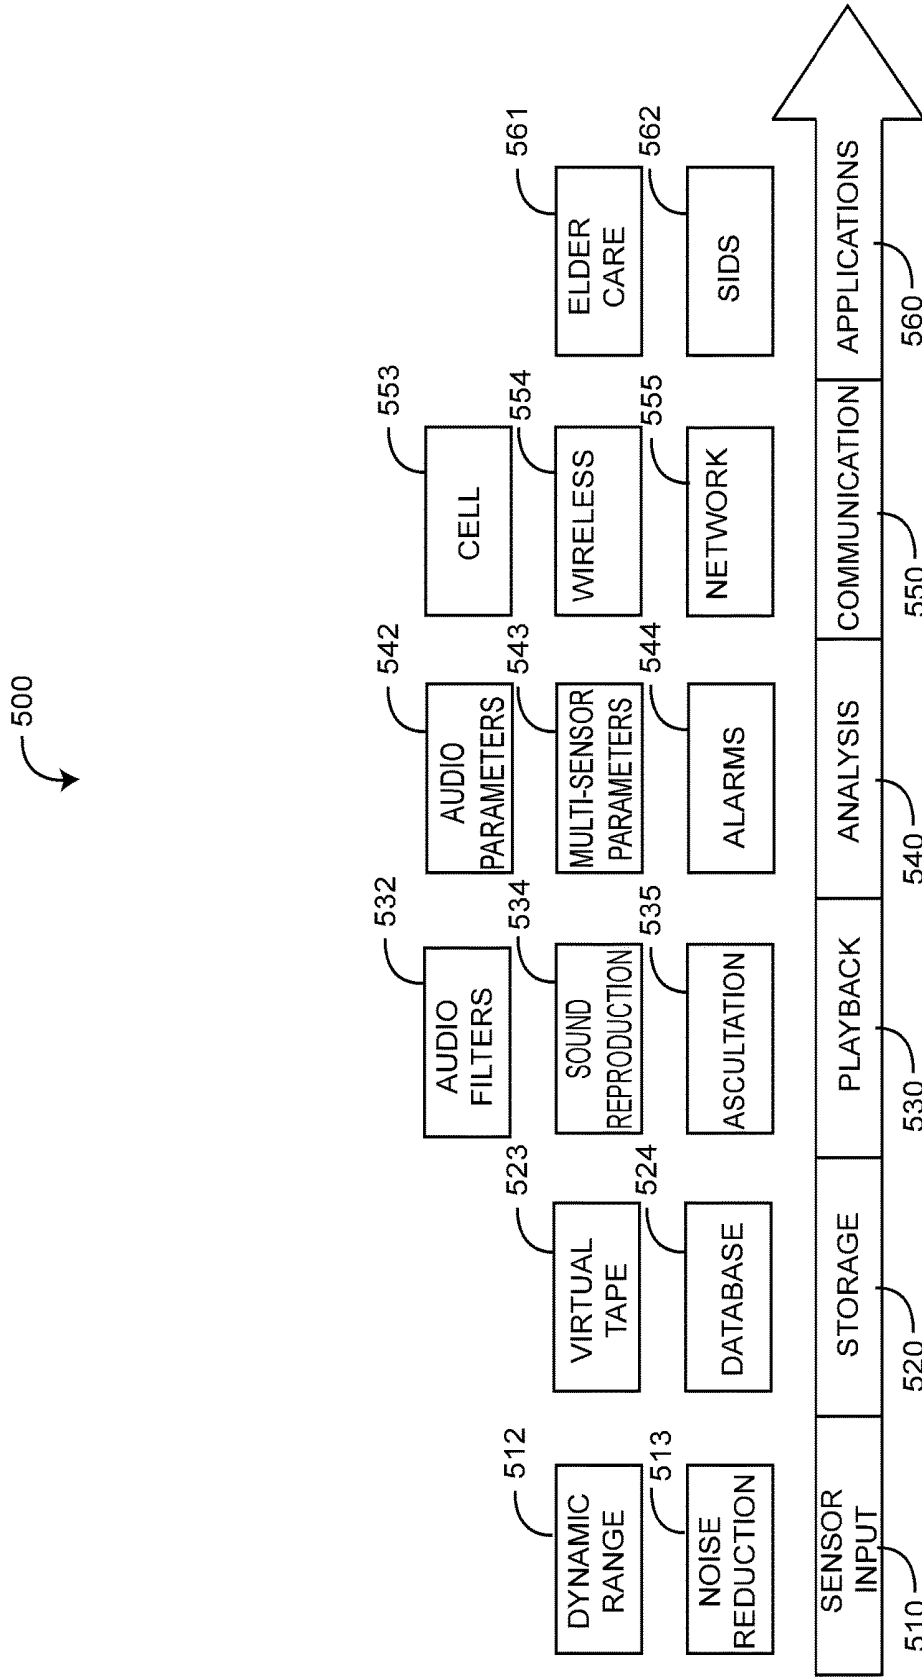 500
512
DYNAMIC
RANGE
513
NOISE
REDUCTION
523
VIRTUAL
TAPE
524
DATABASE
532
AUDIO
FILTERS
534
SOUND
REPRODUCTION
535
ASCULTATION
542
AUDIO
PARAMETERS
543
MULTI-SENSOR
PARAMETERS
544
ALARMS
553
CELL
554
WIRELESS
555
NETWORK
561
ELDER
CARE
562
SIDS
SENSOR
INPUT
STORAGE
PLAYBACK
ANALYSIS
COMMUNICATION
APPLICATIONS
510
520
530
540
550
560